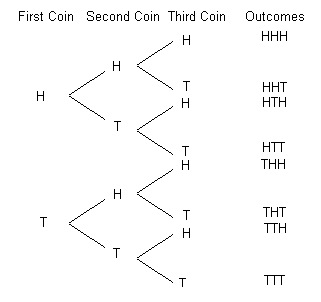 First Coin Second Coin Third Coin Outcomes
H HHH
H
T HHT
H
H HTH
T
T HTT
H THH
H
T THT
T
H TTH
T
T TTT